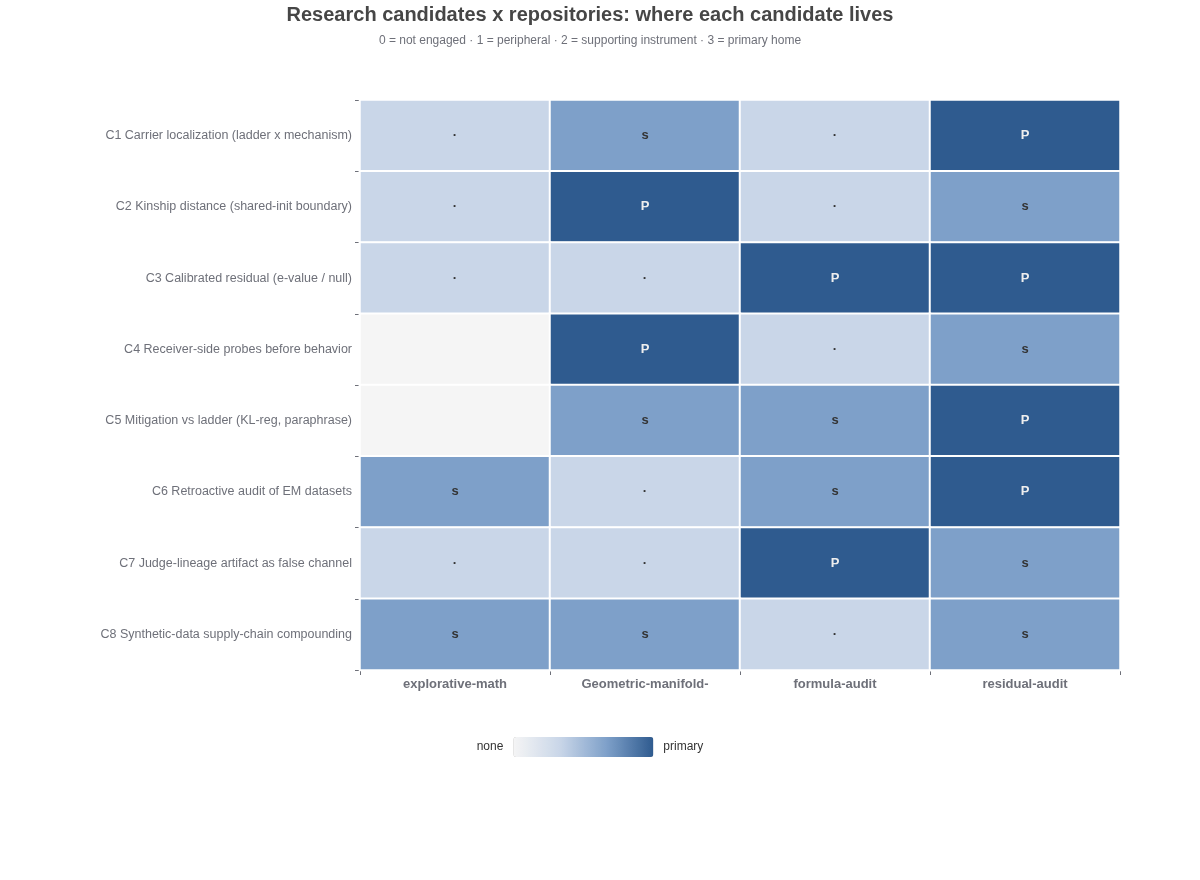 Research candidates x repositories: where each candidate lives
0 = not engaged · 1 = peripheral · 2 = supporting instrument · 3 = primary home
C1 Carrier localization (ladder x mechanism) · s · P
C2 Kinship distance (shared-init boundary) · P · s
C3 Calibrated residual (e-value / null) · · P P
C4 Receiver-side probes before behavior P · s
C5 Mitigation vs ladder (KL-reg, paraphrase) s s P
C6 Retroactive audit of EM datasets s · s P
C7 Judge-lineage artifact as false channel · · P s
C8 Synthetic-data supply-chain compounding s s · s
explorative-math Geometric-manifold- formula-audit residual-audit
none primary